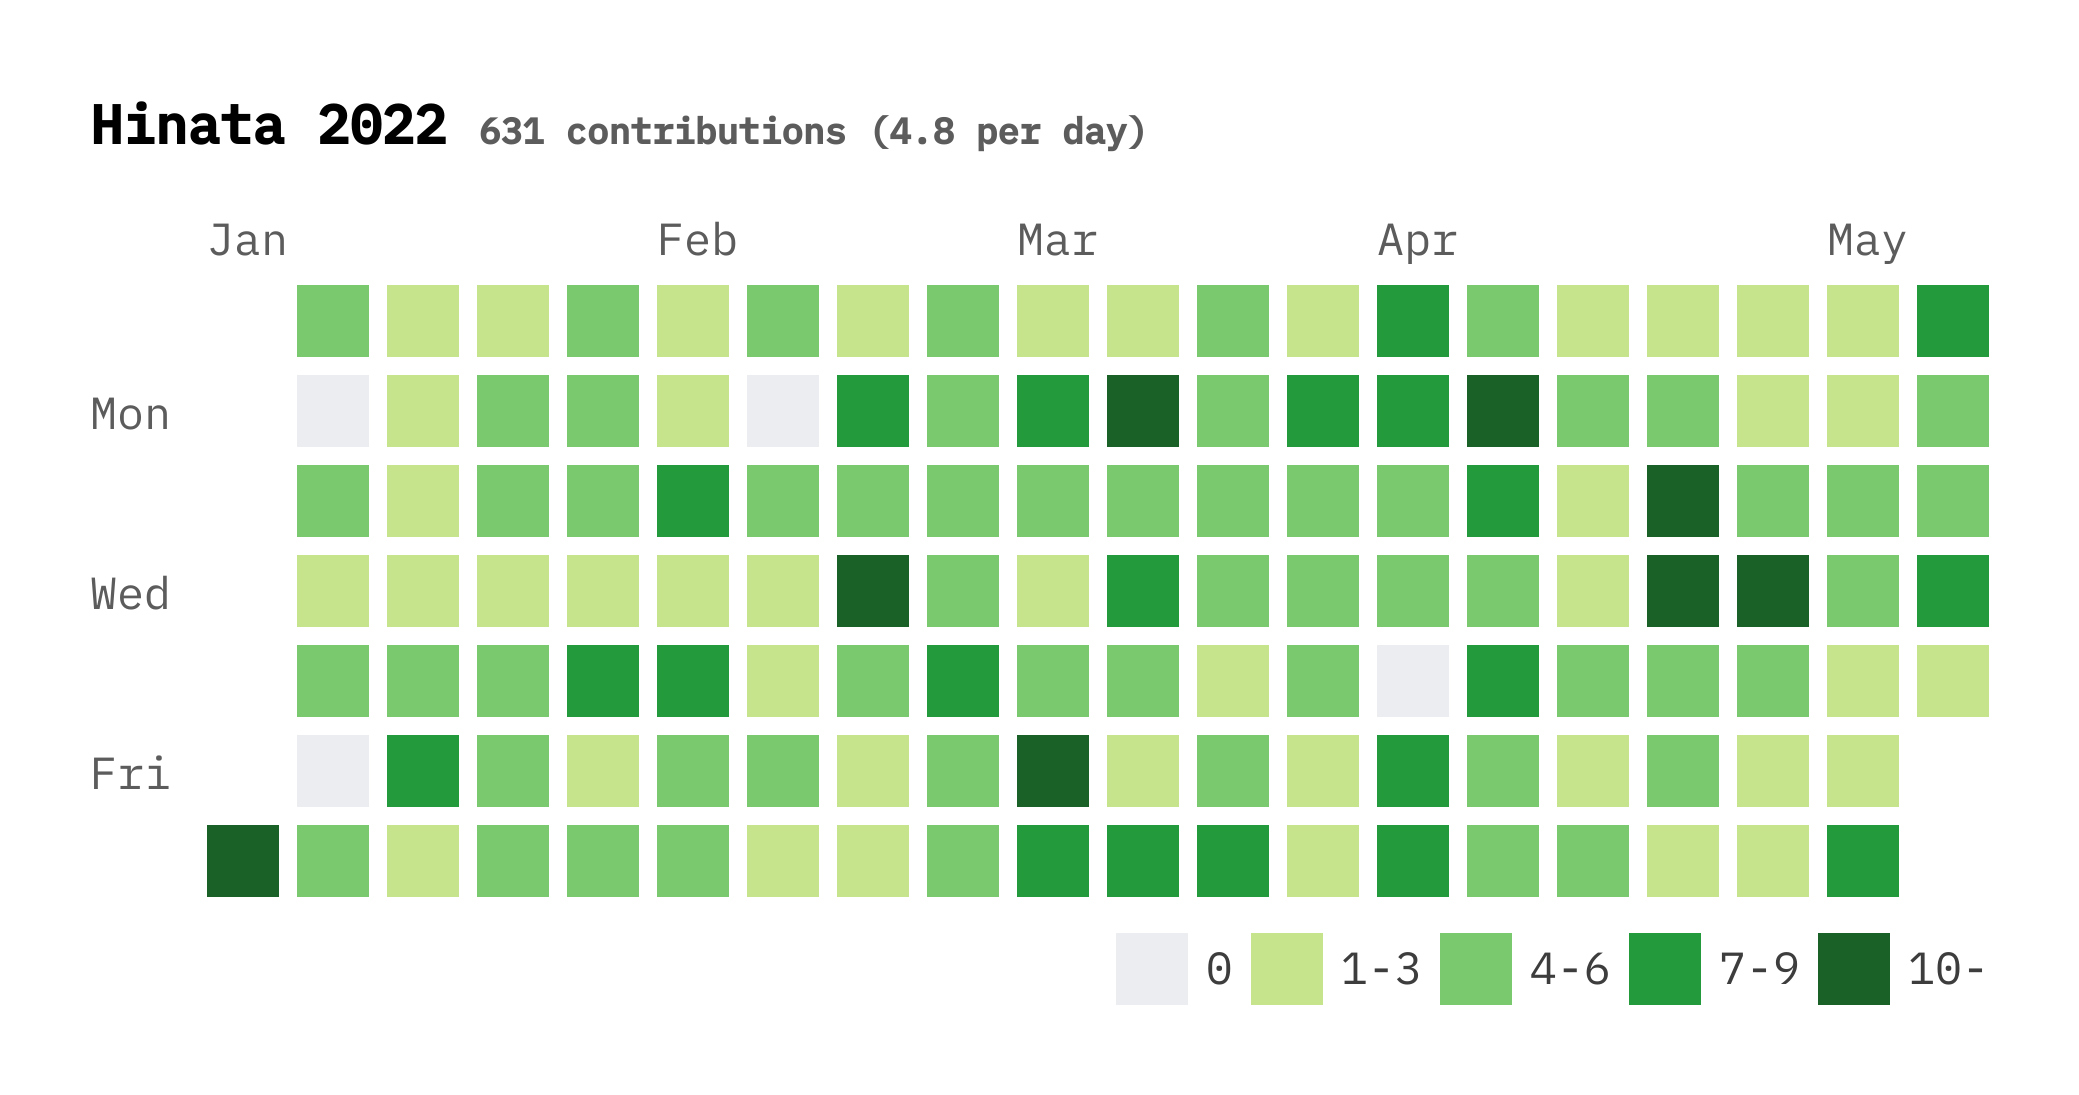 Hinata 2022 631 contributions (4.8 per day)
Jan Feb Mar Apr May
Mon
Wed
Fri
0 1-3 4-6 7-9 10-